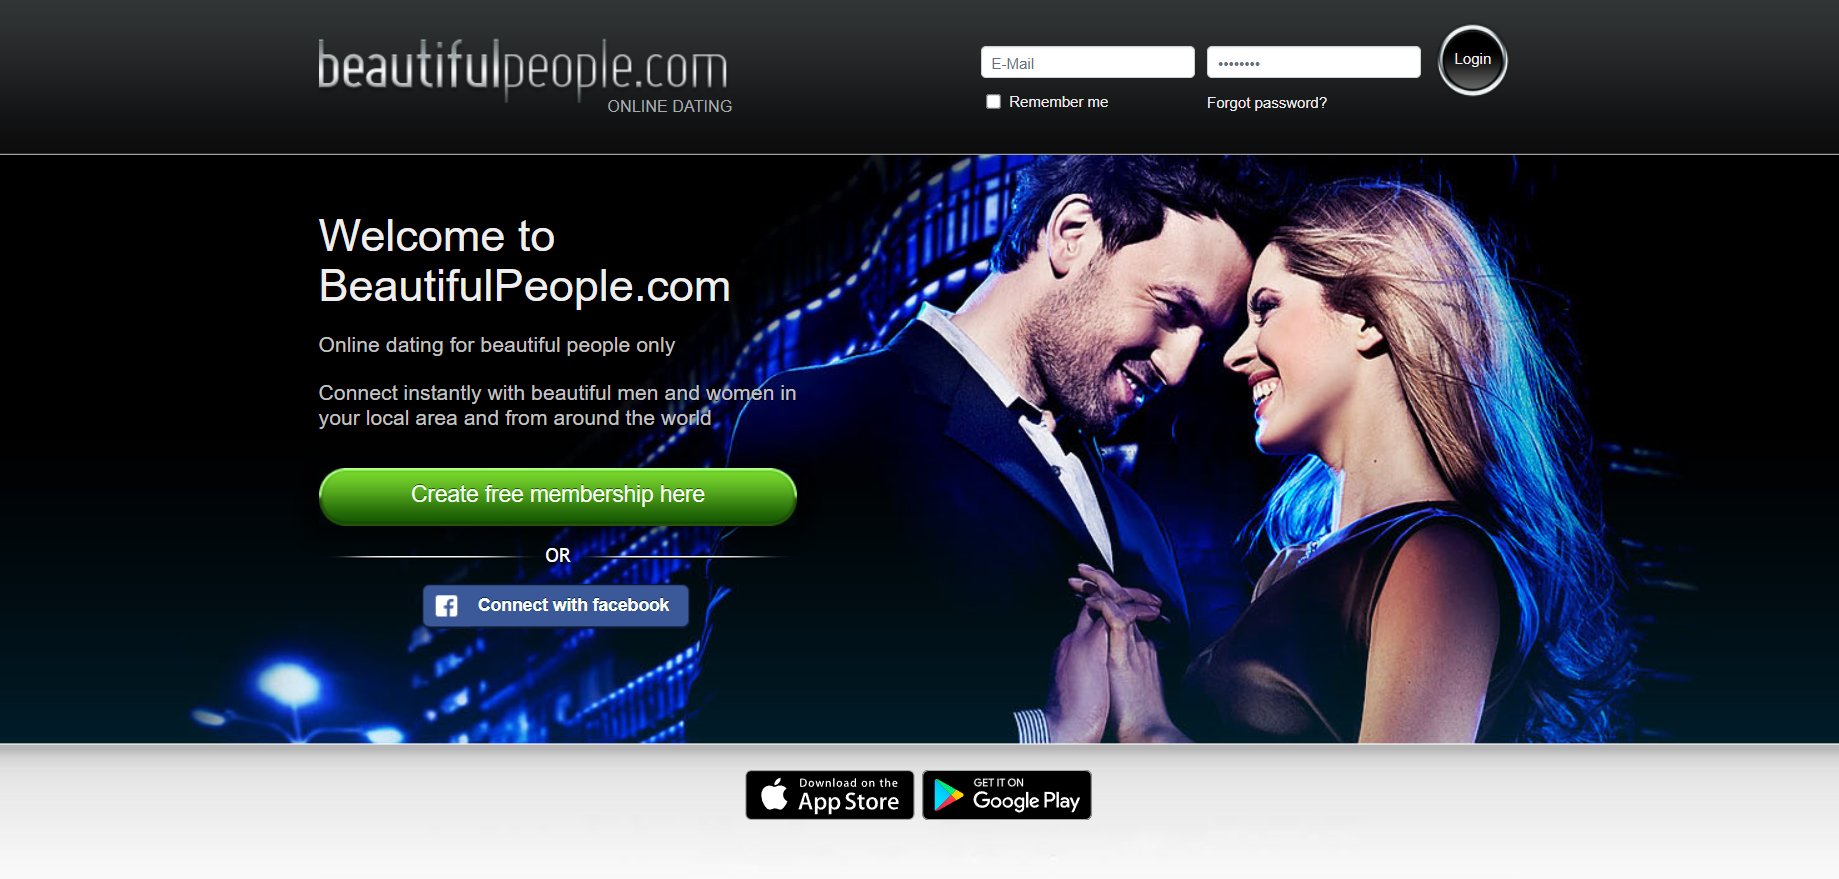 beautifulpeople.com
ONLINE DATING
E-Mail
••••••••
Login
Remember me
Forgot password?
Welcome to
BeautifulPeople.com
Online dating for beautiful people only
Connect instantly with beautiful men and women in
your local area and from around the world
Create free membership here
OR
Connect with facebook
Download on the
App Store
GET IT ON
Google Play